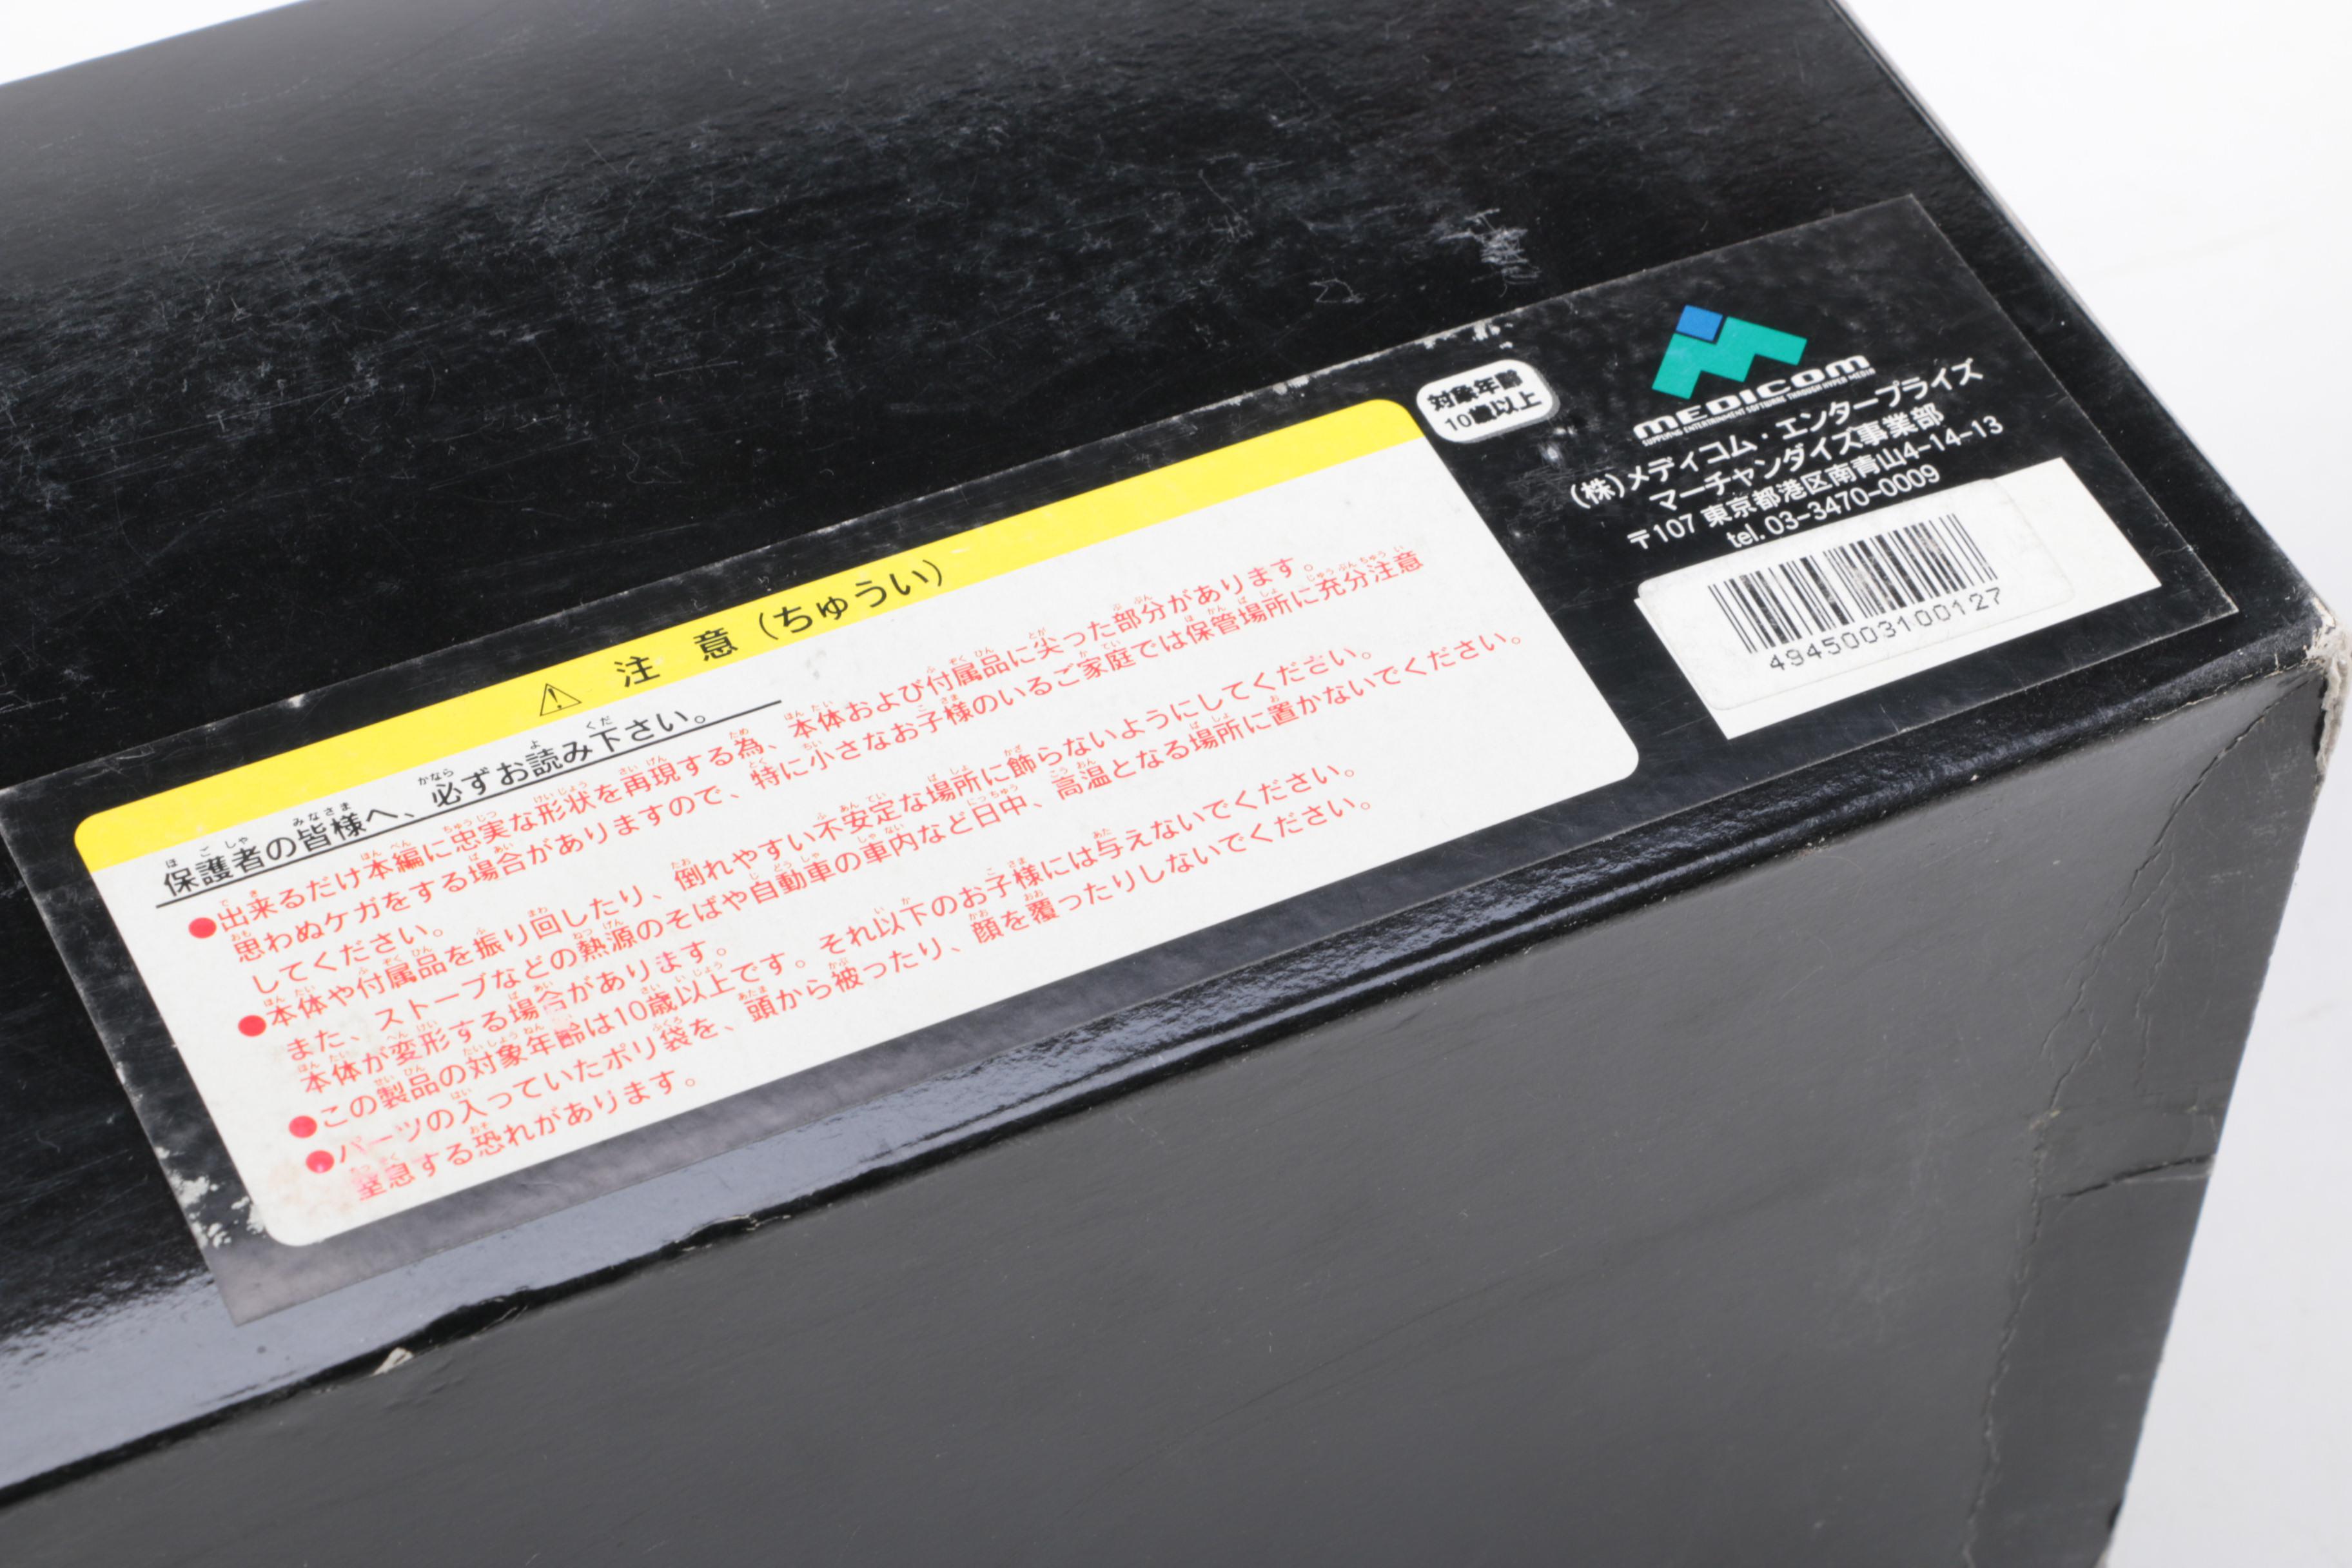 ⚠ 注 意（ちゅうい）
保護者の皆様へ、必ずお読み下さい。
●出来るだけ本編に忠実な形状を再現する為、本体および付属品に尖った部分があります。
思わぬケガをする場合がありますので、特に小さなお子様のいるご家庭では保管場所に充分注意
してください。
●本体や付属品を振り回したり、倒れやすい不安定な場所に飾らないようにしてください。
また、ストーブなどの熱源のそばや自動車の車内など日中、高温となる場所に置かないでください。
本体が変形する場合があります。
●この製品の対象年齢は10歳以上です。それ以下のお子様には与えないでください。
●パーツの入っていたポリ袋を、頭から被ったり、顔を覆ったりしないでください。
窒息する恐れがあります。
対象年齢
10歳以上
MEDICOM
SUPPLYING ENTERTAINMENT SOFTWARE THROUGH HYPER MEDIA
(株)メディコム・エンタープライズ
マーチャンダイズ事業部
〒107 東京都港区南青山4-14-13
tel. 03-3470-0009
4945003100127